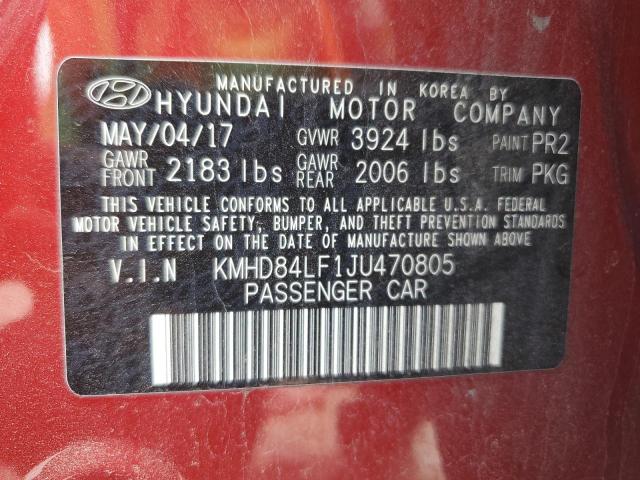 MANUFACTURED IN KOREA BY
HYUNDAI MOTOR COMPANY
MAY/04/17 GVWR 3924 lbs PAINT PR2
GAWR FRONT 2183 lbs GAWR REAR 2006 lbs TRIM PKG
THIS VEHICLE CONFORMS TO ALL APPLICABLE U.S.A. FEDERAL
MOTOR VEHICLE SAFETY, BUMPER, AND THEFT PREVENTION STANDARDS
IN EFFECT ON THE DATE OF MANUFACTURE SHOWN ABOVE.
V.I.N KMHD84LF1JU470805
PASSENGER CAR